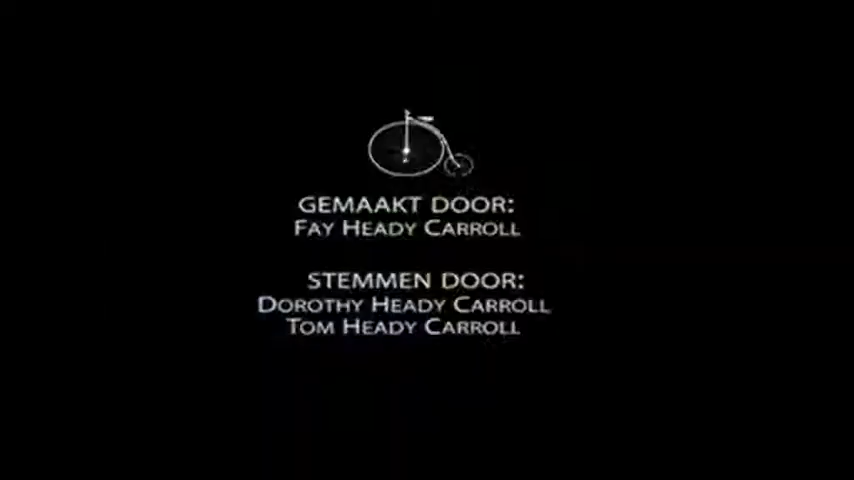 GEMAAKT DOOR:
FAY HEADY CARROLL
STEMMEN DOOR:
DOROTHY HEADY CARROLL
TOM HEADY CARROLL